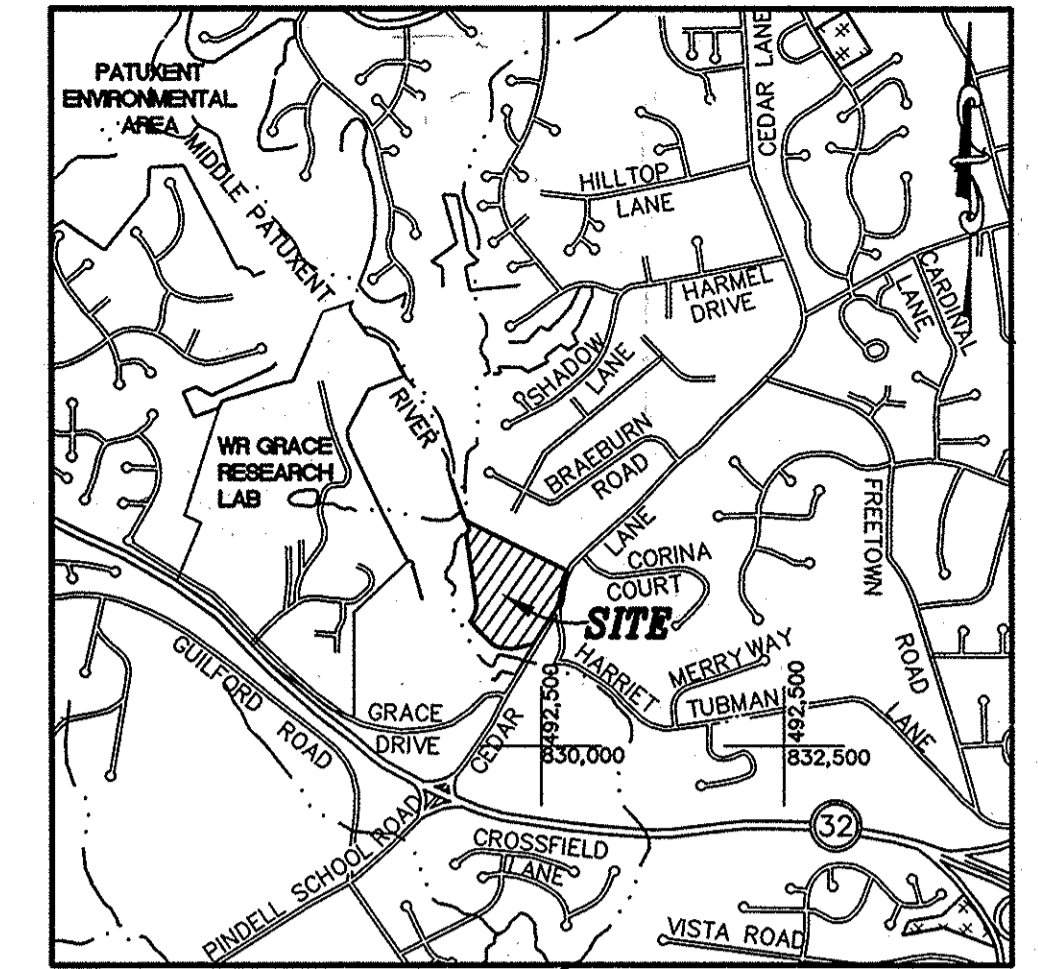 PATUXENT
ENVIRONMENTAL
AREA
MIDDLE PATUXENT
RIVER
CEDAR LANE
HILLTOP
LANE
HARMEL
DRIVE
CARDINAL
LANE
SHADOW
LANE
BRAEBURN
ROAD
WR GRACE
RESEARCH
LAB
LANE
CORINA
COURT
FREETOWN
ROAD
SITE
HARRIET
TUBMAN
LANE
MERRY WAY
GUILFORD
ROAD
GRACE
DRIVE
CEDAR
492,500
830,000
492,500
832,500
32
PINDELL SCHOOL ROAD
CROSSFIELD
LANE
VISTA ROAD